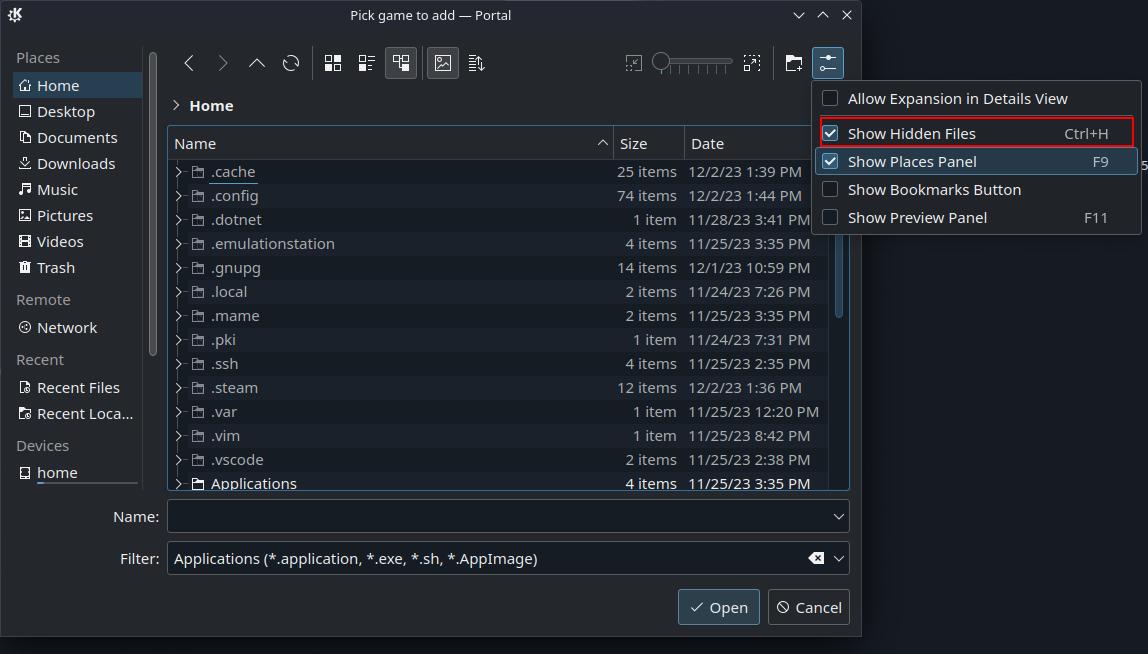 Pick game to add — Portal
Places
Home
Desktop
Documents
Downloads
Music
Pictures
Videos
Trash
Remote
Network
Recent
Recent Files
Recent Loca...
Devices
home
Home
Name Size Date
.cache 25 items 12/2/23 1:39 PM
.config 74 items 12/2/23 1:44 PM
.dotnet 1 item 11/28/23 3:41 PM
.emulationstation 4 items 11/25/23 3:35 PM
.gnupg 14 items 12/1/23 10:59 PM
.local 2 items 11/24/23 7:26 PM
.mame 2 items 11/25/23 3:35 PM
.pki 1 item 11/24/23 7:31 PM
.ssh 4 items 11/25/23 2:35 PM
.steam 12 items 12/2/23 1:36 PM
.var 1 item 11/25/23 12:20 PM
.vim 1 item 11/25/23 8:42 PM
.vscode 2 items 11/25/23 2:38 PM
Applications 4 items 11/25/23 3:35 PM
Allow Expansion in Details View
Show Hidden Files Ctrl+H
Show Places Panel F9
Show Bookmarks Button
Show Preview Panel F11
5
Name:
Filter: Applications (*.application, *.exe, *.sh, *.AppImage)
Open Cancel